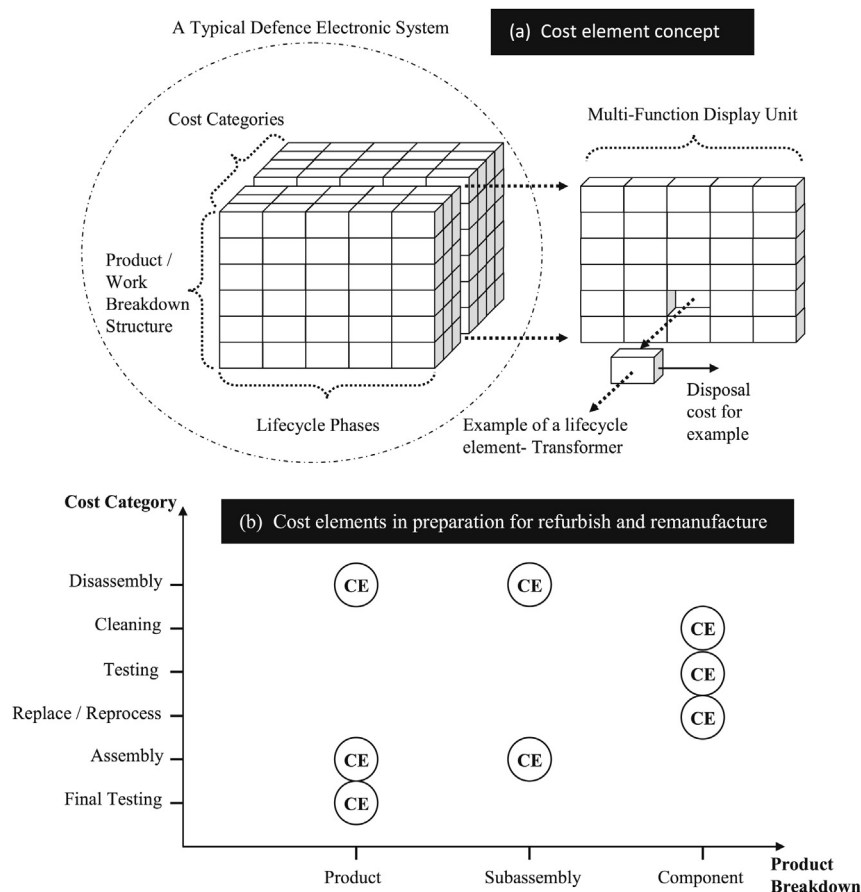 A Typical Defence Electronic System
(a) Cost element concept
Cost Categories
Multi-Function Display Unit
Product /
Work
Breakdown
Structure
Lifecycle Phases
Example of a lifecycle
element- Transformer
Disposal
cost for
example
Cost Category
(b) Cost elements in preparation for refurbish and remanufacture
Disassembly
CE
CE
Cleaning
CE
Testing
CE
Replace / Reprocess
CE
Assembly
CE
CE
Final Testing
CE
Product
Subassembly
Component
Product
Breakdown